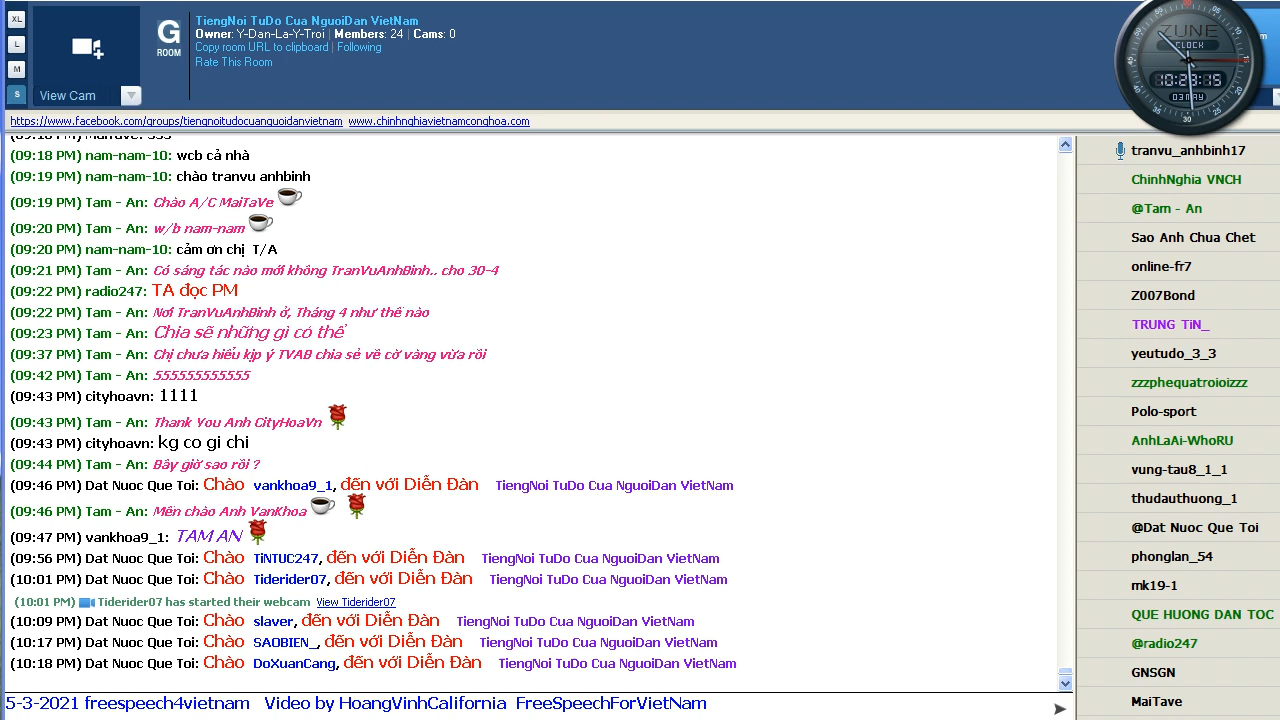 XL
L
M
S
View Cam
G
ROOM
TiengNoi TuDo Cua NguoiDan VietNam
Owner: Y-Dan-La-Y-Troi | Members: 24 | Cams: 0
Copy room URL to clipboard | Following
Rate This Room
ZUNE
CLOCK
10:29:15
03 MAY
https://www.facebook.com/groups/tiengnoitudocuanguoidanvietnam www.chinhnghiavietnamconghoa.com
(09:18 PM) MaiTave: 555
(09:18 PM) nam-nam-10: wcb cả nhà
(09:19 PM) nam-nam-10: chào tranvu anhbinh
(09:19 PM) Tam - An: Chào A/C MaiTaVe
(09:20 PM) Tam - An: w/b nam-nam
(09:20 PM) nam-nam-10: cảm ơn chị T/A
(09:21 PM) Tam - An: Có sáng tác nào mới không TranVuAnhBinh.. cho 30-4
(09:22 PM) radio247: TA đọc PM
(09:22 PM) Tam - An: Nơi TranVuAnhBinh ở, Tháng 4 như thế nào
(09:23 PM) Tam - An: Chia sẽ những gì có thể
(09:37 PM) Tam - An: Chị chưa hiểu kịp ý TVAB chia sẻ về cờ vàng vừa rồi
(09:42 PM) Tam - An: 555555555555
(09:43 PM) cityhoavn: 1111
(09:43 PM) Tam - An: Thank You Anh CityHoaVn
(09:43 PM) cityhoavn: kg co gi chi
(09:44 PM) Tam - An: Bây giờ sao rồi ?
(09:46 PM) Dat Nuoc Que Toi: Chào vankhoa9_1, đến với Diễn Đàn TiengNoi TuDo Cua NguoiDan VietNam
(09:46 PM) Tam - An: Mến chào Anh VanKhoa
(09:47 PM) vankhoa9_1: TAM AN
(09:56 PM) Dat Nuoc Que Toi: Chào TiNTUC247, đến với Diễn Đàn TiengNoi TuDo Cua NguoiDan VietNam
(10:01 PM) Dat Nuoc Que Toi: Chào Tiderider07, đến với Diễn Đàn TiengNoi TuDo Cua NguoiDan VietNam
(10:01 PM) Tiderider07 has started their webcam View Tiderider07
(10:09 PM) Dat Nuoc Que Toi: Chào slaver, đến với Diễn Đàn TiengNoi TuDo Cua NguoiDan VietNam
(10:17 PM) Dat Nuoc Que Toi: Chào SAOBIEN_, đến với Diễn Đàn TiengNoi TuDo Cua NguoiDan VietNam
(10:18 PM) Dat Nuoc Que Toi: Chào DoXuanCang, đến với Diễn Đàn TiengNoi TuDo Cua NguoiDan VietNam
5-3-2021 freespeech4vietnam Video by HoangVinhCalifornia FreeSpeechForVietNam
tranvu_anhbinh17
ChinhNghia VNCH
@Tam - An
Sao Anh Chua Chet
online-fr7
Z007Bond
TRUNG TiN_
yeutudo_3_3
zzzphequatroioizzz
Polo-sport
AnhLaAi-WhoRU
vung-tau8_1_1
thudauthuong_1
@Dat Nuoc Que Toi
phonglan_54
mk19-1
QUE HUONG DAN TOC
@radio247
GNSGN
MaiTave